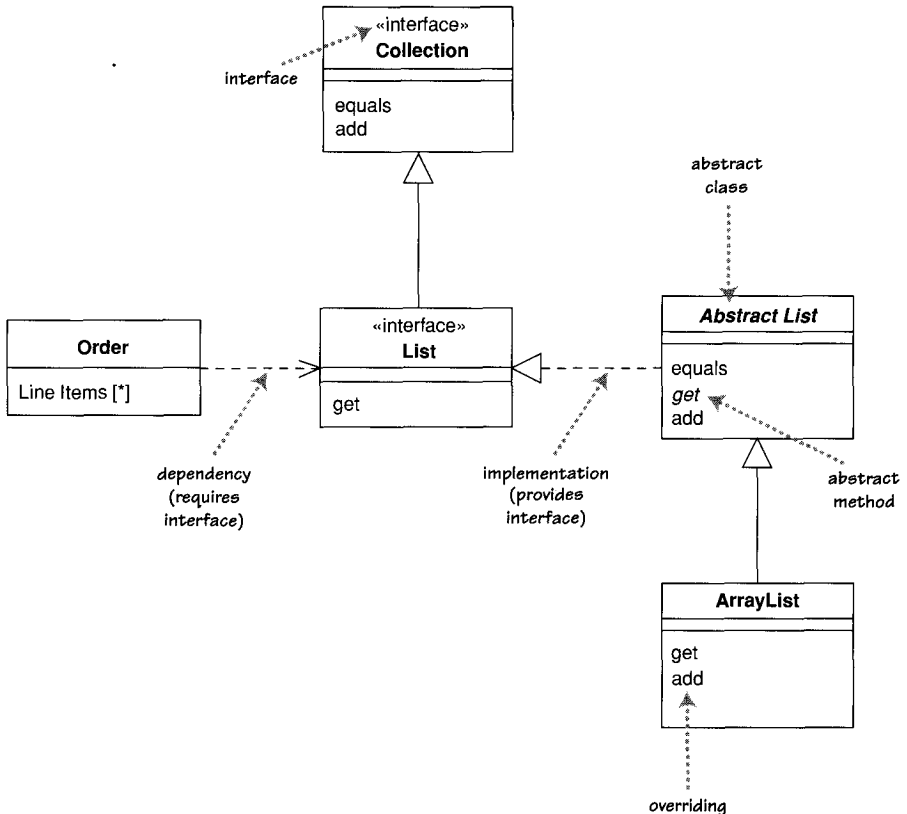 «interface»
Collection
interface
equals
add
abstract
class
«interface»
List
get
Abstract List
equals
get
add
Order
Line Items [*]
dependency
(requires
interface)
implementation
(provides
interface)
abstract
method
ArrayList
get
add
overriding